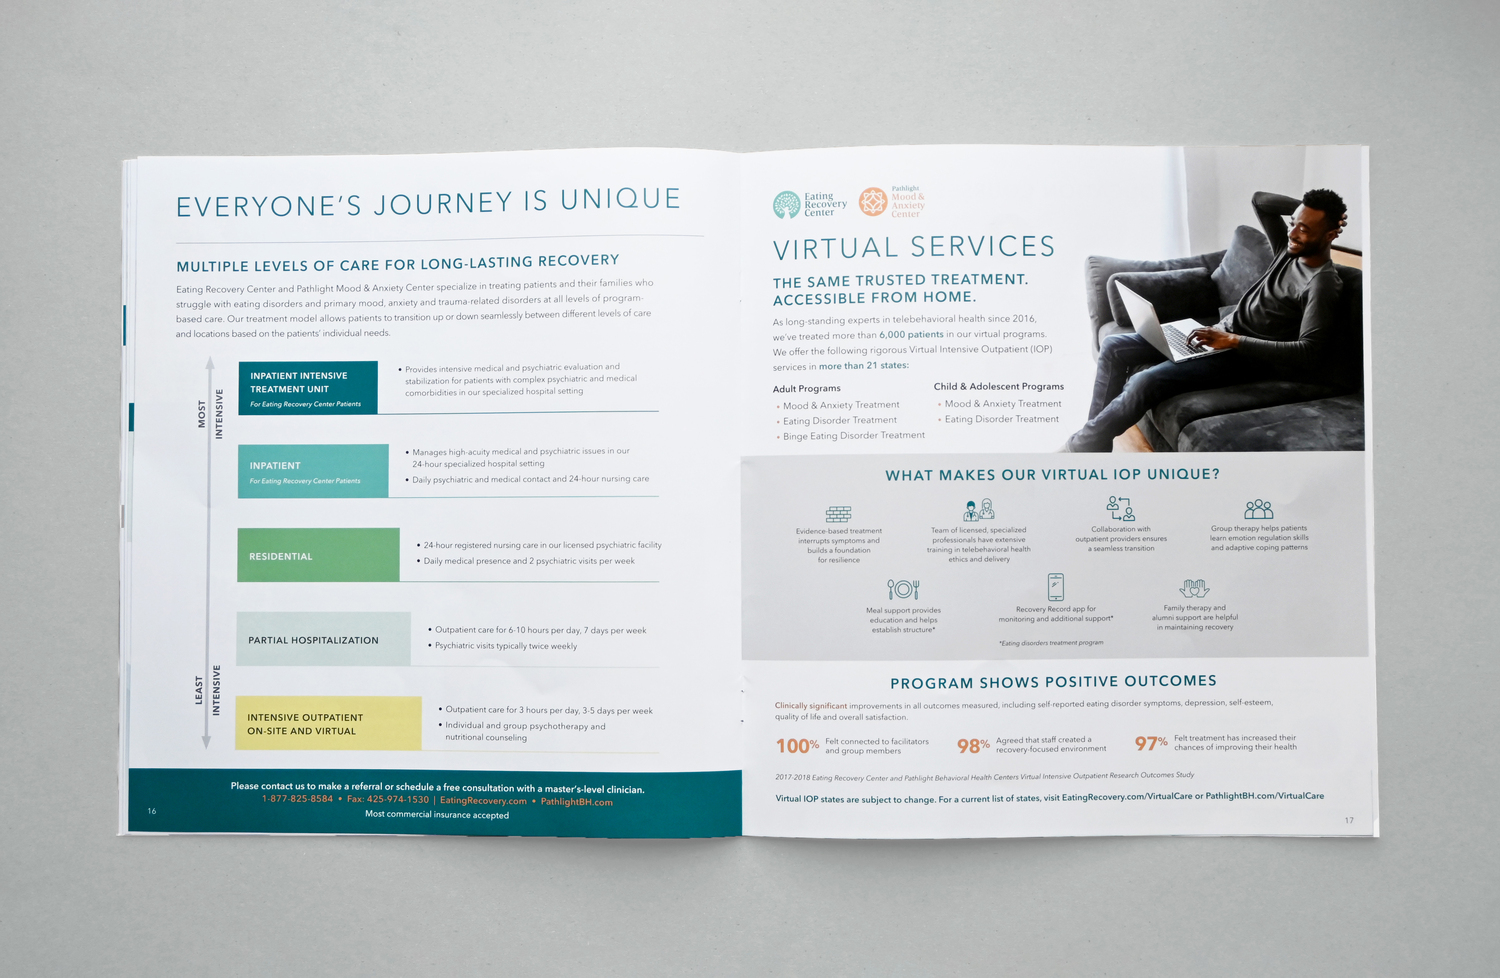 EVERYONE'S JOURNEY IS UNIQUE
MULTIPLE LEVELS OF CARE FOR LONG-LASTING RECOVERY
Eating Recovery Center and Pathlight Mood & Anxiety Center specialize in treating patients and their families who
struggle with eating disorders and primary mood, anxiety and trauma-related disorders at all levels of program-
based care. Our treatment model allows patients to transition up or down seamlessly between different levels of care
and locations based on the patients' individual needs.
MOST
INTENSIVE
INPATIENT INTENSIVE
TREATMENT UNIT
For Eating Recovery Center Patients
• Provides intensive medical and psychiatric evaluation and
stabilization for patients with complex psychiatric and medical
comorbidities in our specialized hospital setting
INPATIENT
For Eating Recovery Center Patients
• Manages high-acuity medical and psychiatric issues in our
24-hour specialized hospital setting
• Daily psychiatric and medical contact and 24-hour nursing care
RESIDENTIAL
• 24-hour registered nursing care in our licensed psychiatric facility
• Daily medical presence and 2 psychiatric visits per week
PARTIAL HOSPITALIZATION
• Outpatient care for 6-10 hours per day, 7 days per week
• Psychiatric visits typically twice weekly
LEAST
INTENSIVE
INTENSIVE OUTPATIENT
ON-SITE AND VIRTUAL
• Outpatient care for 3 hours per day, 3-5 days per week
• Individual and group psychotherapy and
nutritional counseling
Please contact us to make a referral or schedule a free consultation with a master's-level clinician.
1-877-825-8584 • Fax: 425-974-1530 | EatingRecovery.com • PathlightBH.com
Most commercial insurance accepted
16
Eating
Recovery
Center
Pathlight
Mood &
Anxiety
Center
VIRTUAL SERVICES
THE SAME TRUSTED TREATMENT.
ACCESSIBLE FROM HOME.
As long-standing experts in telebehavioral health since 2016,
we've treated more than 6,000 patients in our virtual programs.
We offer the following rigorous Virtual Intensive Outpatient (IOP)
services in more than 21 states:
Adult Programs
• Mood & Anxiety Treatment
• Eating Disorder Treatment
• Binge Eating Disorder Treatment
Child & Adolescent Programs
• Mood & Anxiety Treatment
• Eating Disorder Treatment
WHAT MAKES OUR VIRTUAL IOP UNIQUE?
Evidence-based treatment
interrupts symptoms and
builds a foundation
for resilience
Team of licensed, specialized
professionals have extensive
training in telebehavioral health
ethics and delivery
Collaboration with
outpatient providers ensures
a seamless transition
Group therapy helps patients
learn emotion regulation skills
and adaptive coping patterns
Meal support provides
education and helps
establish structure*
Recovery Record app for
monitoring and additional support*
Family therapy and
alumni support are helpful
in maintaining recovery
*Eating disorders treatment program
PROGRAM SHOWS POSITIVE OUTCOMES
Clinically significant improvements in all outcomes measured, including self-reported eating disorder symptoms, depression, self-esteem,
quality of life and overall satisfaction.
100% Felt connected to facilitators
and group members
98% Agreed that staff created a
recovery-focused environment
97% Felt treatment has increased their
chances of improving their health
2017-2018 Eating Recovery Center and Pathlight Behavioral Health Centers Virtual Intensive Outpatient Research Outcomes Study
Virtual IOP states are subject to change. For a current list of states, visit EatingRecovery.com/VirtualCare or PathlightBH.com/VirtualCare
17